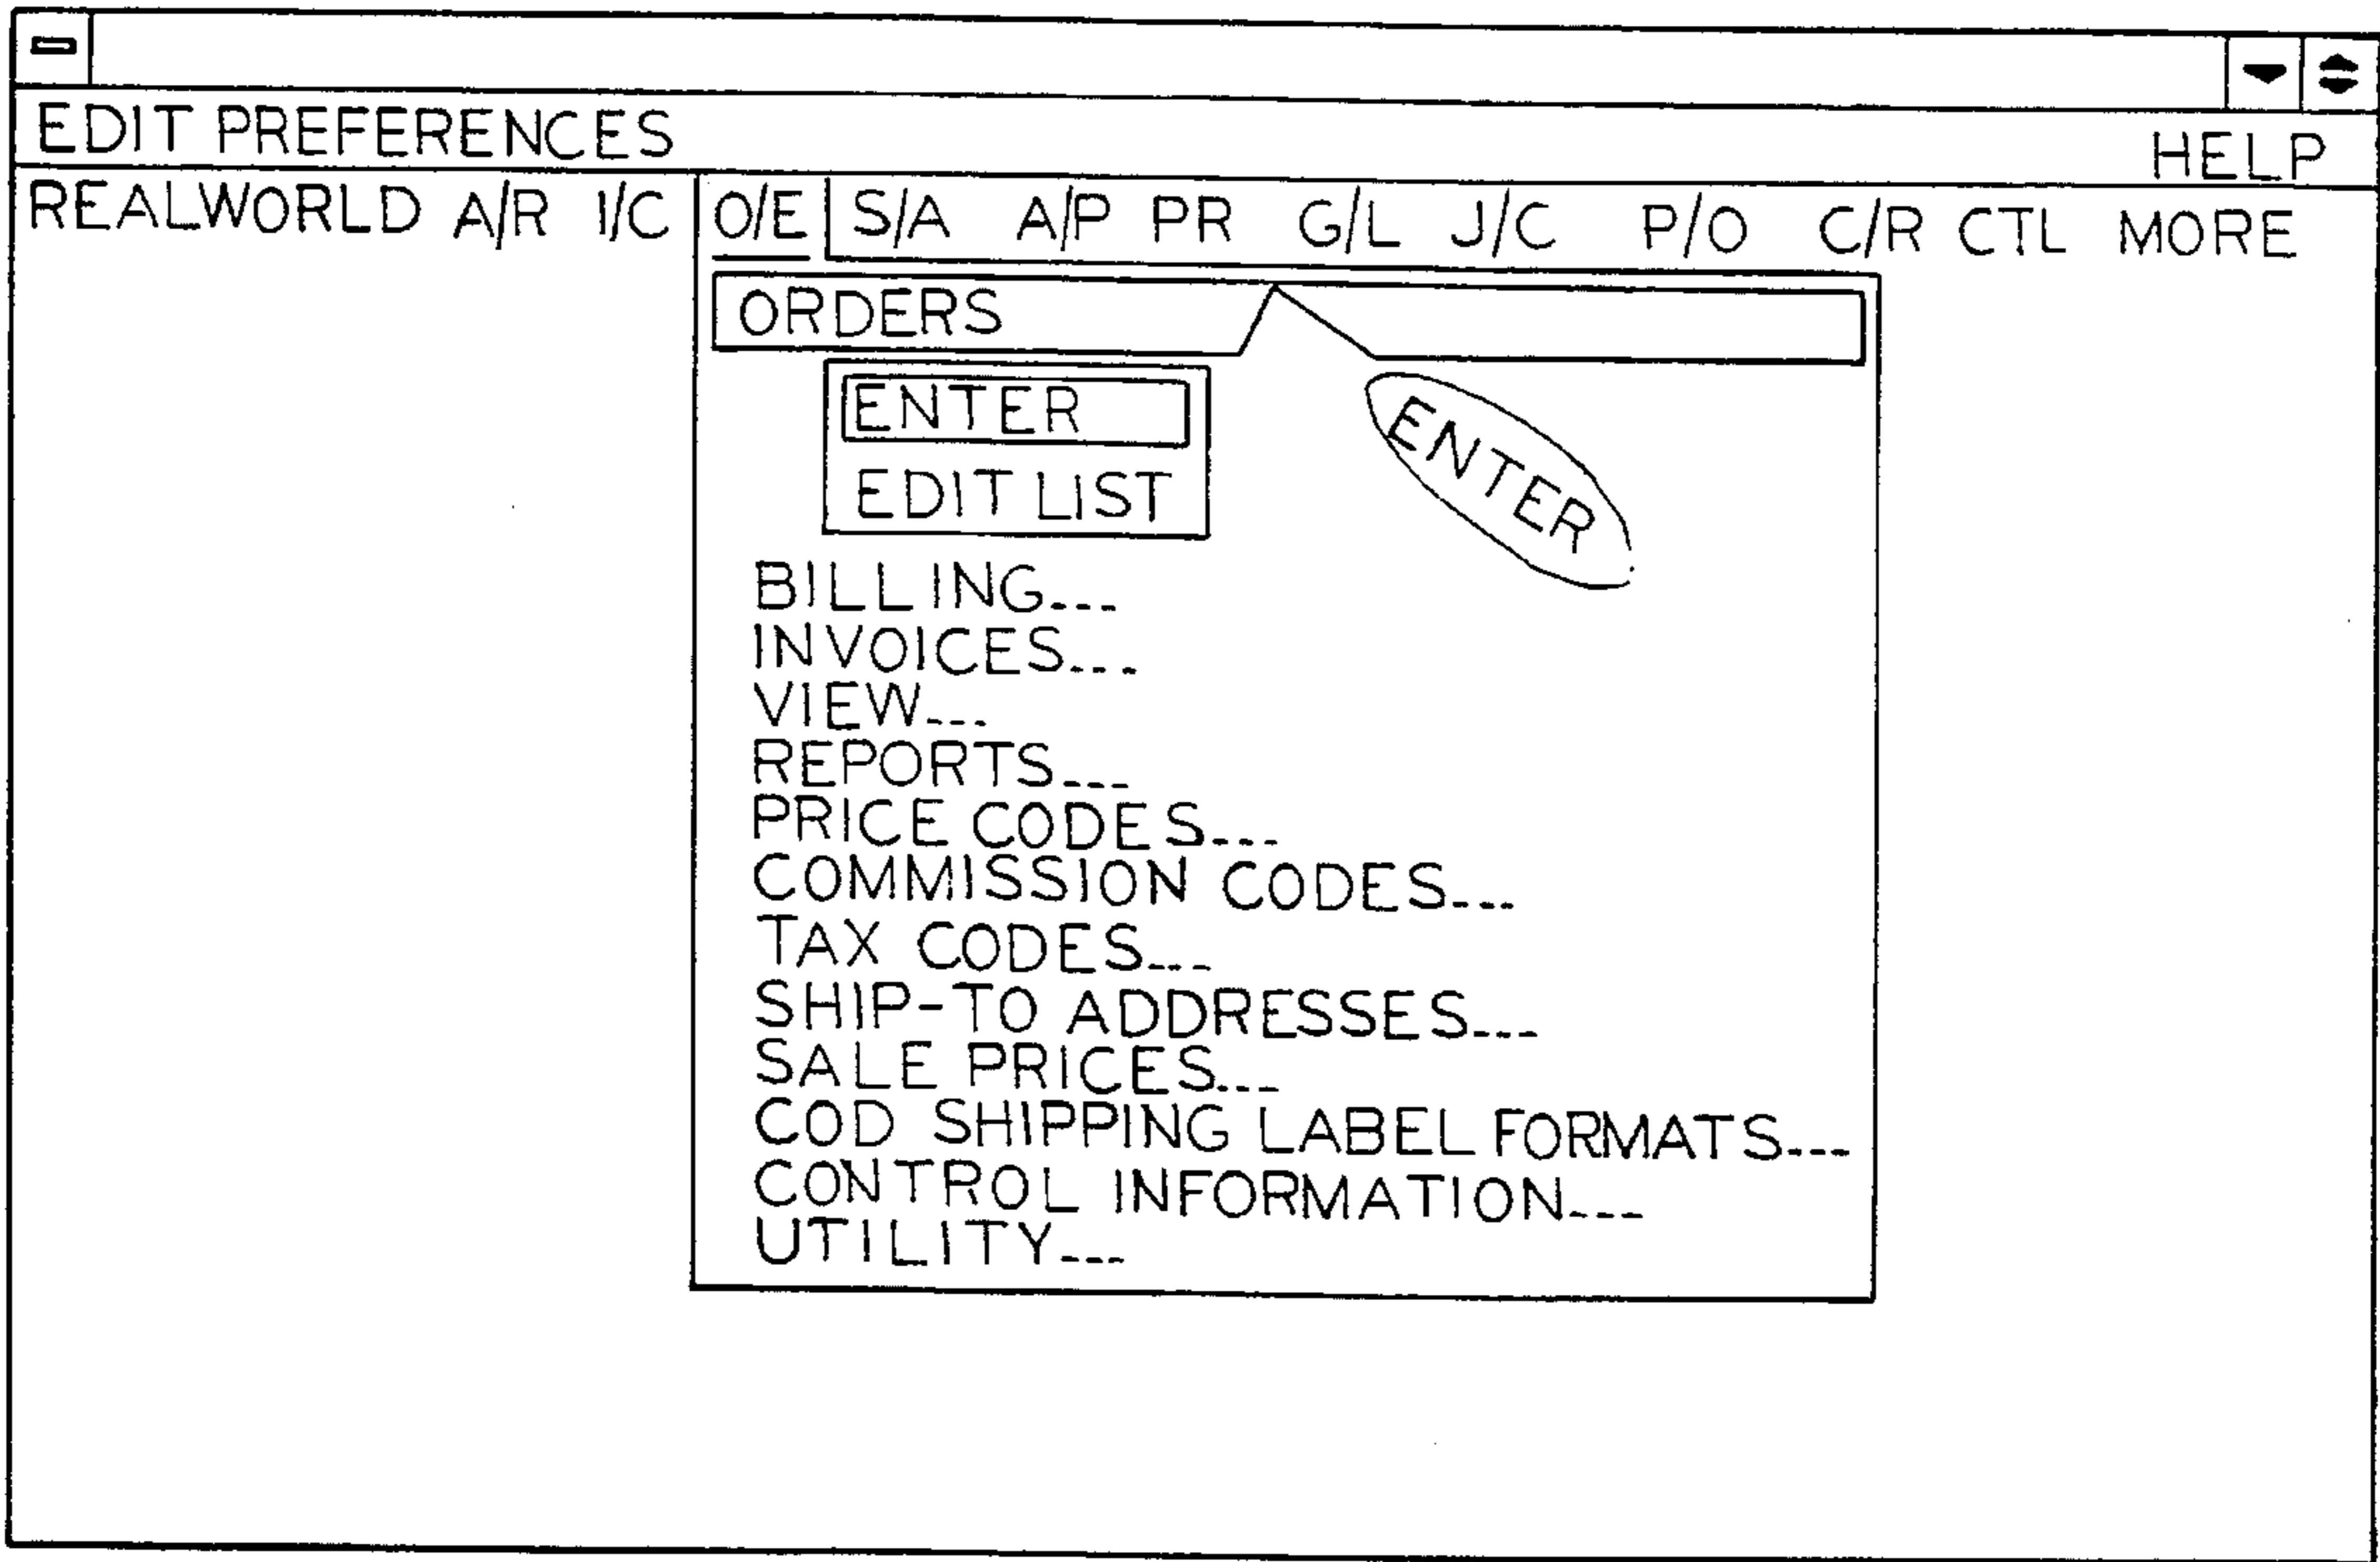 EDIT PREFERENCES HELP
REALWORLD A/R I/C O/E S/A A/P PR G/L J/C P/O C/R CTL MORE
ORDERS
ENTER
ENTER
EDIT LIST
BILLING---
INVOICES---
VIEW---
REPORTS---
PRICE CODES---
COMMISSION CODES---
TAX CODES---
SHIP-TO ADDRESSES---
SALE PRICES---
COD SHIPPING LABEL FORMATS---
CONTROL INFORMATION---
UTILITY---